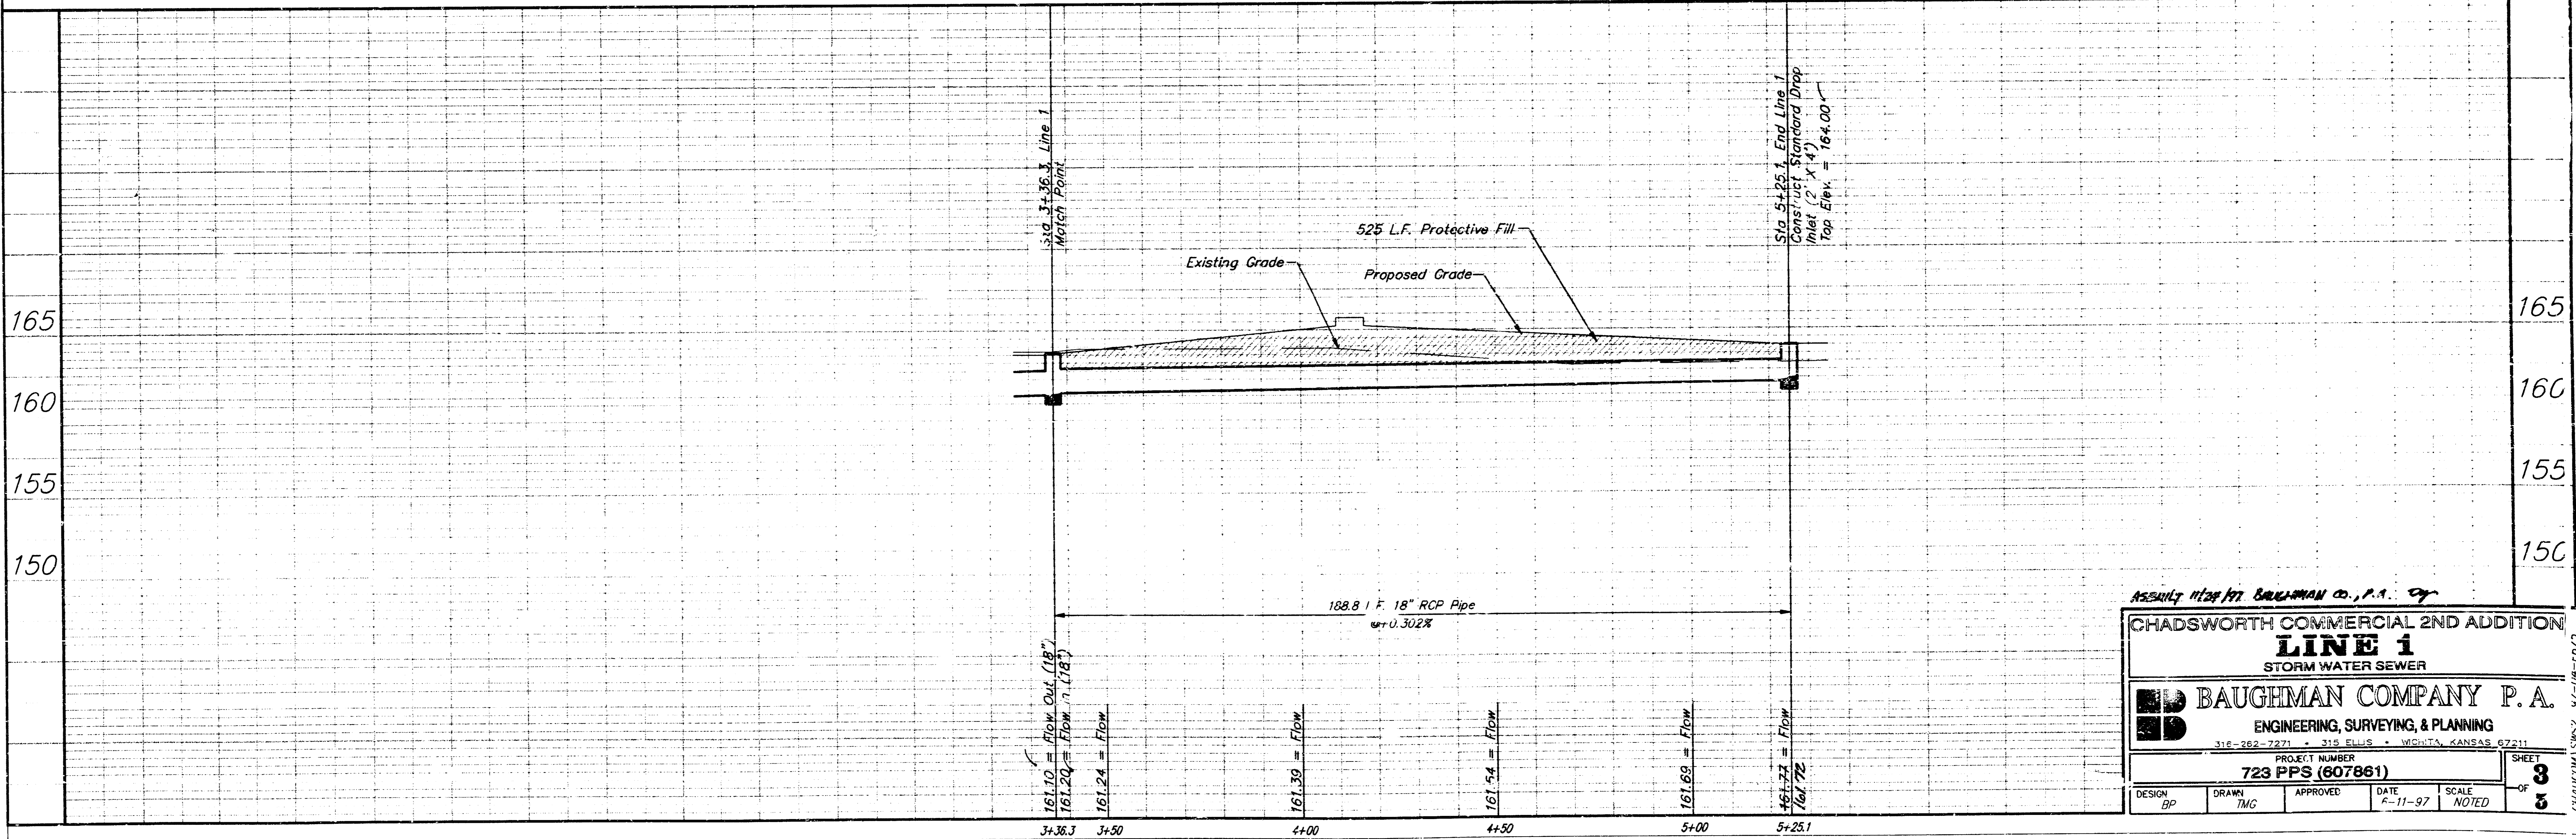 Sta 3+36.3, Line 1
Match Point
Sta 5+25.1, End Line 1
Construct Standard Drop
Inlet (2' X 4')
Top Elev. = 164.00
525 L.F. Protective Fill
Existing Grade
Proposed Grade
165
165
160
160
155
155
150
150
188.8 L.F. 18" RCP Pipe
@+0.302%
161.10 = Flow Out (18")
161.20 = Flow In (18")
161.24 = Flow
161.39 = Flow
161.54 = Flow
161.69 = Flow
161.77 = Flow
161.72
3+36.3
3+50
4+00
4+50
5+00
5+25.1
ASBUILT 11/24/97 BAUGHMAN CO., P.A.
CHADSWORTH COMMERCIAL 2ND ADDITION
LINE 1
STORM WATER SEWER
BAUGHMAN COMPANY P. A.
ENGINEERING, SURVEYING, & PLANNING
316-262-7271 • 315 ELLIS • WICHITA, KANSAS 67211
PROJECT NUMBER
723 PPS (607861)
SHEET
3
OF
DESIGN
BP
DRAWN
TMG
APPROVED
DATE
6-11-97
SCALE
NOTED